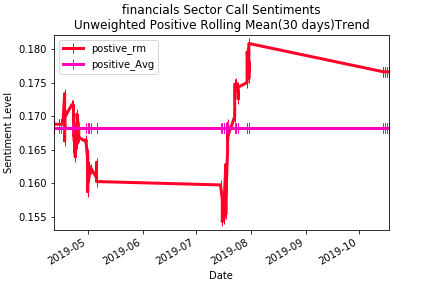 financials Sector Call Sentiments
Unweighted Positive Rolling Mean(30 days)Trend
postive_rm
positive_Avg
0.180
0.175
0.170
0.165
0.160
0.155
Sentiment Level
2019-05
2019-06
2019-07
2019-08
2019-09
2019-10
Date